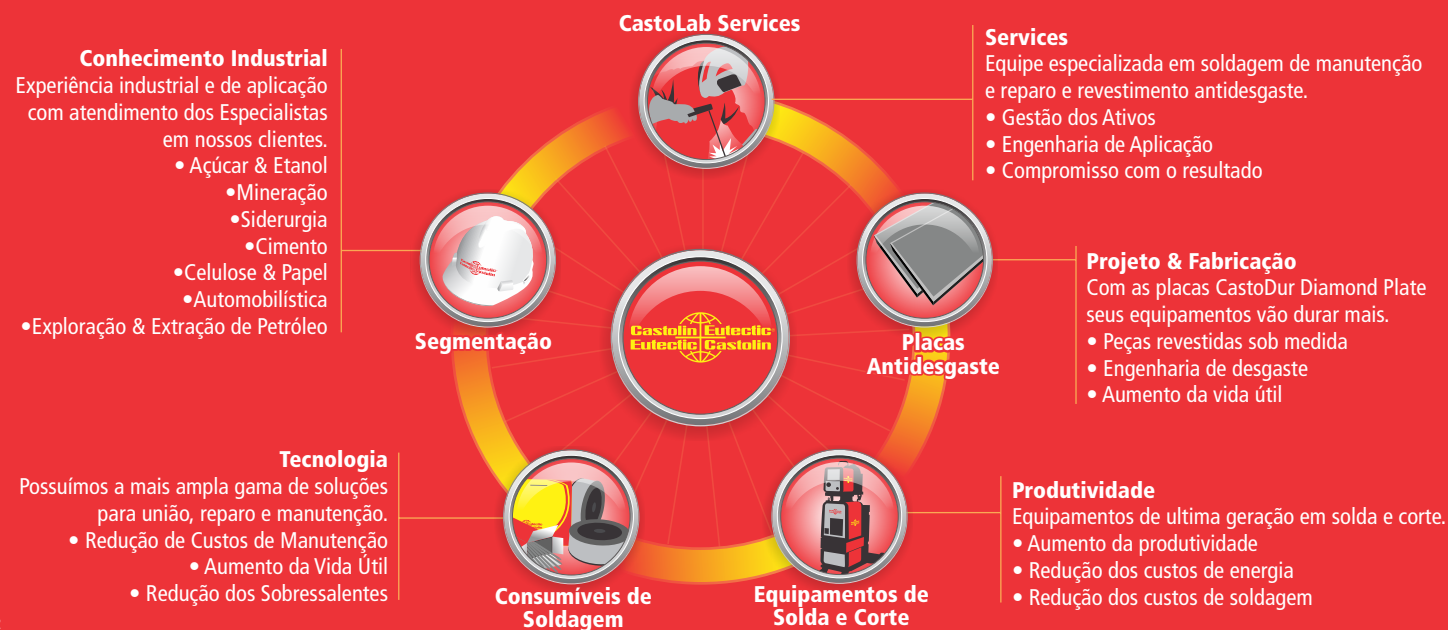 CastoLab Services
Services
Equipe especializada em soldagem de manutenção
e reparo e revestimento antidesgaste.
• Gestão dos Ativos
• Engenharia de Aplicação
• Compromisso com o resultado
Conhecimento Industrial
Experiência industrial e de aplicação
com atendimento dos Especialistas
em nossos clientes.
• Açúcar & Etanol
•Mineração
•Siderurgia
•Cimento
•Celulose & Papel
•Automobilística
•Exploração & Extração de Petróleo
Segmentação
Castolin Eutectic
Eutectic Castolin
Placas
Antidesgaste
Projeto & Fabricação
Com as placas CastoDur Diamond Plate
seus equipamentos vão durar mais.
• Peças revestidas sob medida
• Engenharia de desgaste
• Aumento da vida útil
Tecnologia
Possuímos a mais ampla gama de soluções
para união, reparo e manutenção.
• Redução de Custos de Manutenção
• Aumento da Vida Útil
• Redução dos Sobressalentes
Consumíveis de
Soldagem
Equipamentos de
Solda e Corte
Produtividade
Equipamentos de ultima geração em solda e corte.
• Aumento da produtividade
• Redução dos custos de energia
• Redução dos custos de soldagem